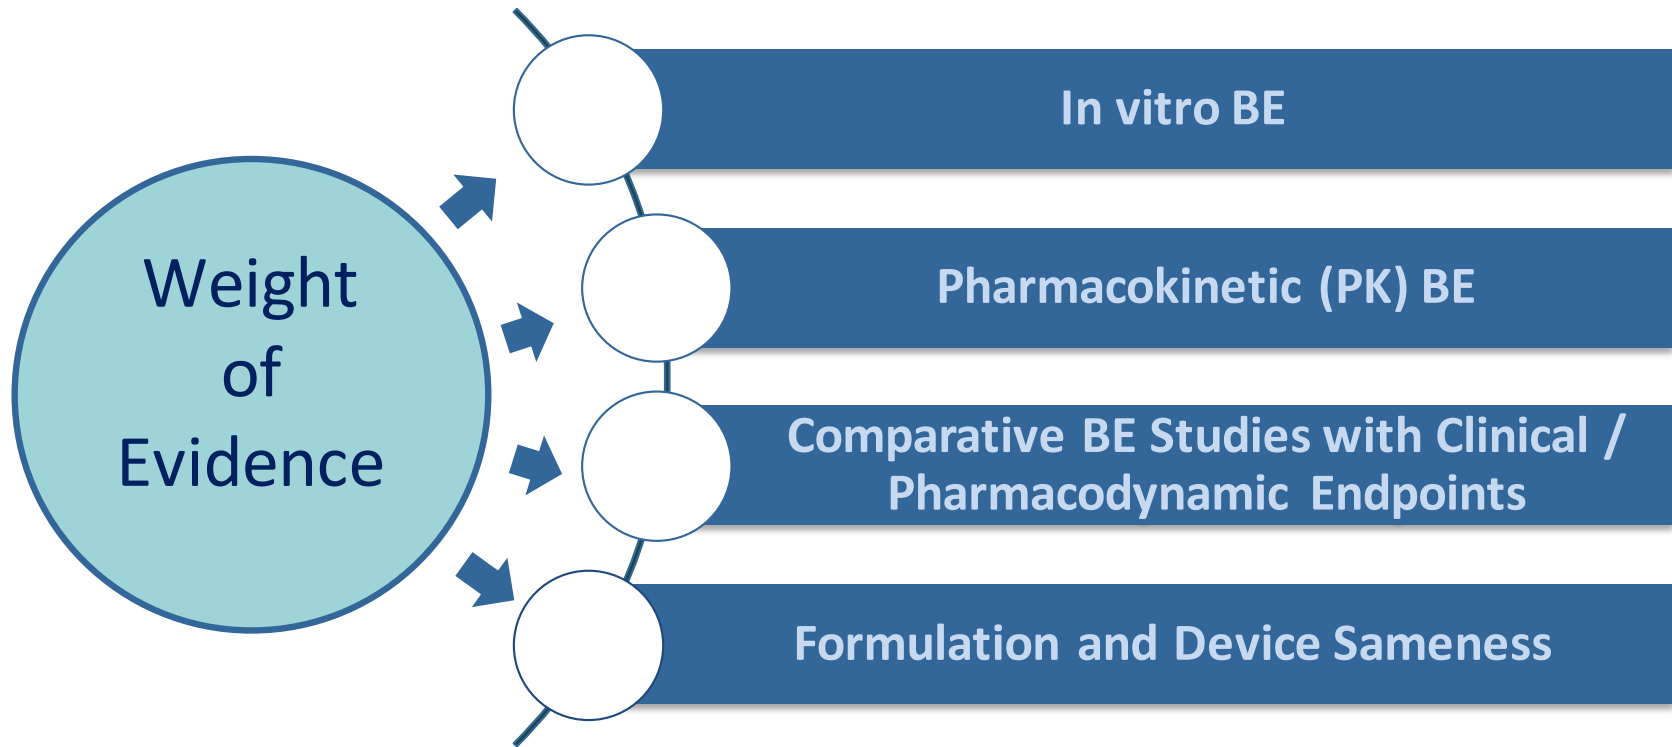 Weight
of
Evidence
In vitro BE
Pharmacokinetic (PK) BE
Comparative BE Studies with Clinical /
Pharmacodynamic Endpoints
Formulation and Device Sameness